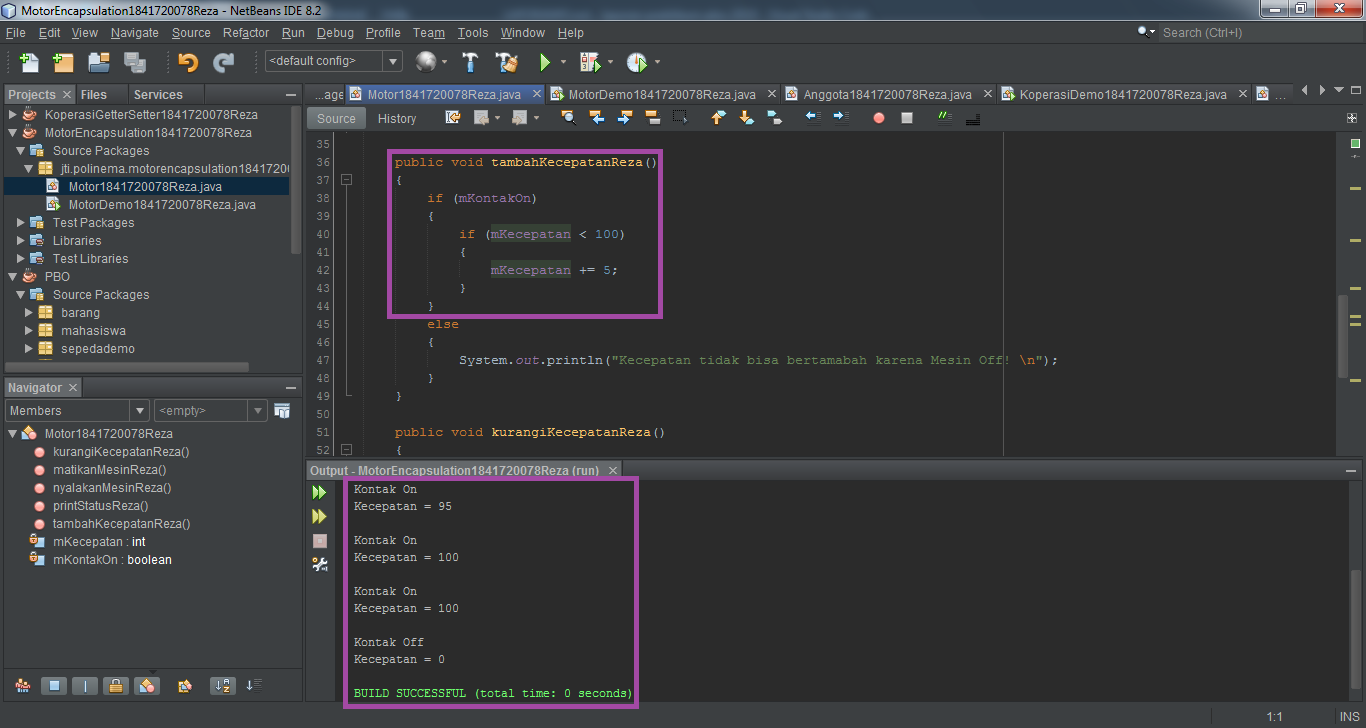 MotorEncapsulation1841720078Reza - NetBeans IDE 8.2
File Edit View Navigate Source Refactor Run Debug Profile Team Tools Window Help
Search (Ctrl+I)
<default config>
Projects Files Services
KoperasiGetterSetter1841720078Reza
MotorEncapsulation1841720078Reza
Source Packages
jti.polinema.motorencapsulation1841720
Motor1841720078Reza.java
MotorDemo1841720078Reza.java
Test Packages
Libraries
Test Libraries
PBO
Source Packages
barang
mahasiswa
sepedademo
Navigator
Members <empty>
Motor1841720078Reza
kurangiKecepatanReza()
matikanMesinReza()
nyalakanMesinReza()
printStatusReza()
tambahKecepatanReza()
mKecepatan : int
mKontakOn : boolean
...age Motor1841720078Reza.java MotorDemo1841720078Reza.java Anggota1841720078Reza.java KoperasiDemo1841720078Reza.java ...
Source History
35
36 public void tambahKecepatanReza()
37 {
38 if (mKontakOn)
39 {
40 if (mKecepatan < 100)
41 {
42 mKecepatan += 5;
43 }
44 }
45 else
46 {
47 System.out.println("Kecepatan tidak bisa bertamabah karena Mesin Off! \n");
48 }
49 }
50
51 public void kurangiKecepatanReza()
52 {
Output - MotorEncapsulation1841720078Reza (run)
Kontak On
Kecepatan = 95
Kontak On
Kecepatan = 100
Kontak On
Kecepatan = 100
Kontak Off
Kecepatan = 0
BUILD SUCCESSFUL (total time: 0 seconds)
1:1 INS